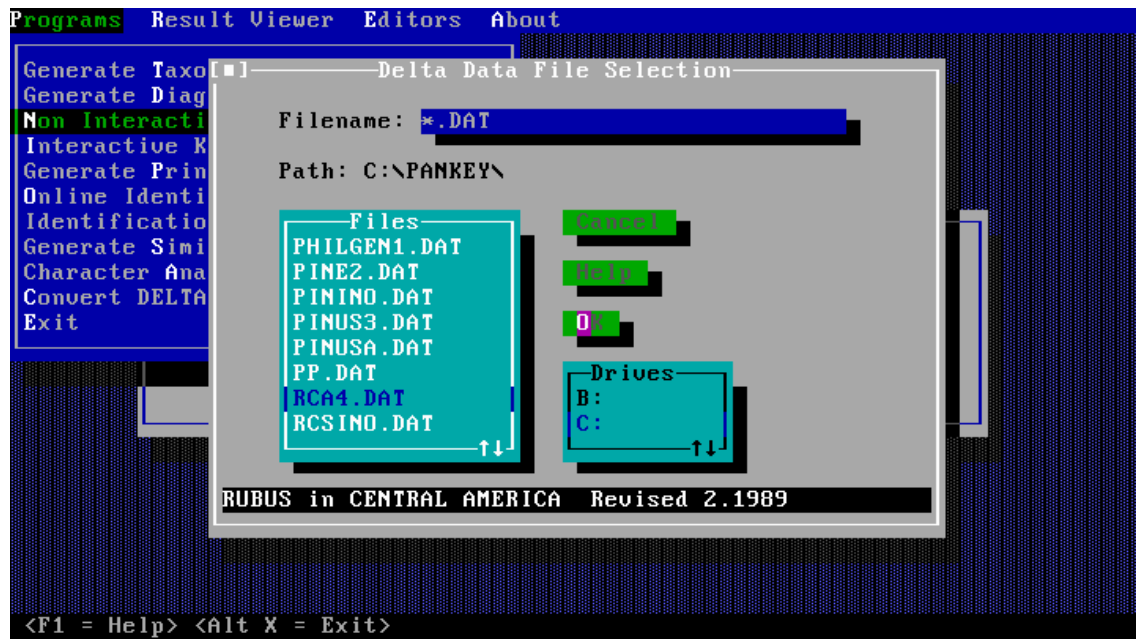 Programs Result Viewer Editors About
Generate Taxo
Generate Diag
Non Interacti
Interactive K
Generate Prin
Online Identi
Identificatio
Generate Simi
Character Ana
Convert DELTA
Exit
[■] Delta Data File Selection
Filename: *.DAT
Path: C:\PANKEY\
Files
PHILGEN1.DAT
PINE2.DAT
PININO.DAT
PINUS3.DAT
PINUSA.DAT
PP.DAT
RCA4.DAT
RCSINO.DAT
↑↓
Cancel
Help
OK
Drives
B:
C:
↑↓
RUBUS in CENTRAL AMERICA Revised 2.1989
<F1 = Help> <Alt X = Exit>